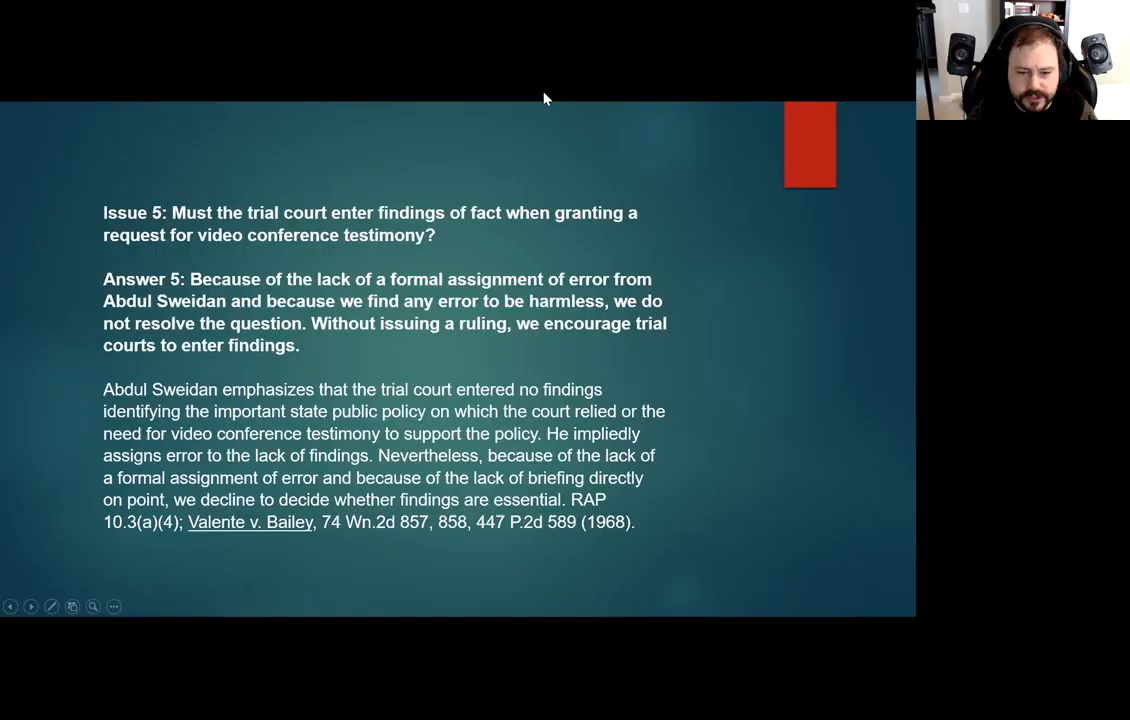 Issue 5: Must the trial court enter findings of fact when granting a
request for video conference testimony?
Answer 5: Because of the lack of a formal assignment of error from
Abdul Sweidan and because we find any error to be harmless, we do
not resolve the question. Without issuing a ruling, we encourage trial
courts to enter findings.
Abdul Sweidan emphasizes that the trial court entered no findings
identifying the important state public policy on which the court relied or the
need for video conference testimony to support the policy. He impliedly
assigns error to the lack of findings. Nevertheless, because of the lack of
a formal assignment of error and because of the lack of briefing directly
on point, we decline to decide whether findings are essential. RAP
10.3(a)(4); Valente v. Bailey, 74 Wn.2d 857, 858, 447 P.2d 589 (1968).